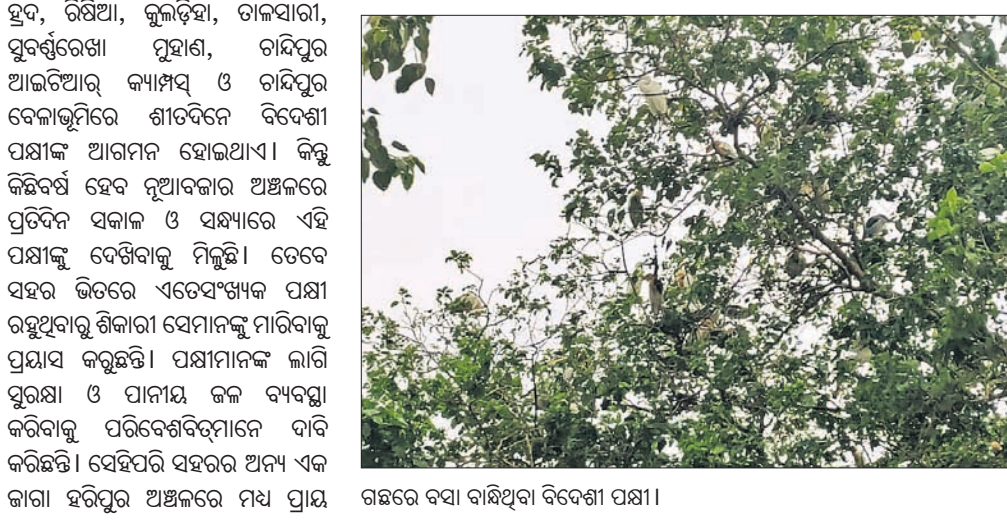 ହ୍ରଦ, ରିଷିଆ, କୁଲଡ଼ିହା, ତାଳସାରୀ,
ସୁବର୍ଣ୍ଣରେଖା ମୁହାଣ, ଚାନ୍ଦିପୁର
ଆଇଟିଆର୍ କ୍ୟାମ୍ପସ୍ ଓ ଚାନ୍ଦିପୁର
ବେଳାଭୂମିରେ ଶୀତଦିନେ ବିଦେଶୀ
ପକ୍ଷୀଙ୍କ ଆଗମନ ହୋଇଥାଏ। କିନ୍ତୁ
କିଛିବର୍ଷ ହେବ ନୂଆବଜାର ଅଞ୍ଚଳରେ
ପ୍ରତିଦିନ ସକାଳ ଓ ସନ୍ଧ୍ୟାରେ ଏହି
ପକ୍ଷୀଙ୍କୁ ଦେଖିବାକୁ ମିଳୁଛି। ତେବେ
ସହର ଭିତରେ ଏତେସଂଖ୍ୟକ ପକ୍ଷୀ
ରହୁଥିବାରୁ ଶିକାରୀ ସେମାନଙ୍କୁ ମାରିବାକୁ
ପ୍ରୟାସ କରୁଛନ୍ତି। ପକ୍ଷୀମାନଙ୍କ ଲାଗି
ସୁରକ୍ଷା ଓ ପାନୀୟ ଜଳ ବ୍ୟବସ୍ଥା
କରିବାକୁ ପରିବେଶବିତ୍‌ମାନେ ଦାବି
କରିଛନ୍ତି। ସେହିପରି ସହରର ଅନ୍ୟ ଏକ
ଜାଗା ହରିପୁର ଅଞ୍ଚଳରେ ମଧ୍ୟ ପ୍ରାୟ
ଗଛରେ ବସା ବାନ୍ଧିଥିବା ବିଦେଶୀ ପକ୍ଷୀ।